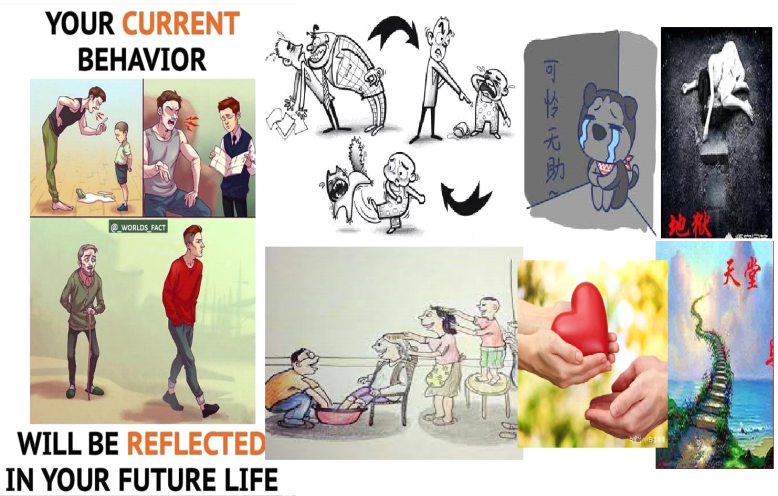 YOUR CURRENT
BEHAVIOR
@_WORLDS_FACT
WILL BE REFLECTED
IN YOUR FUTURE LIFE
可怜无助~
地狱
天堂